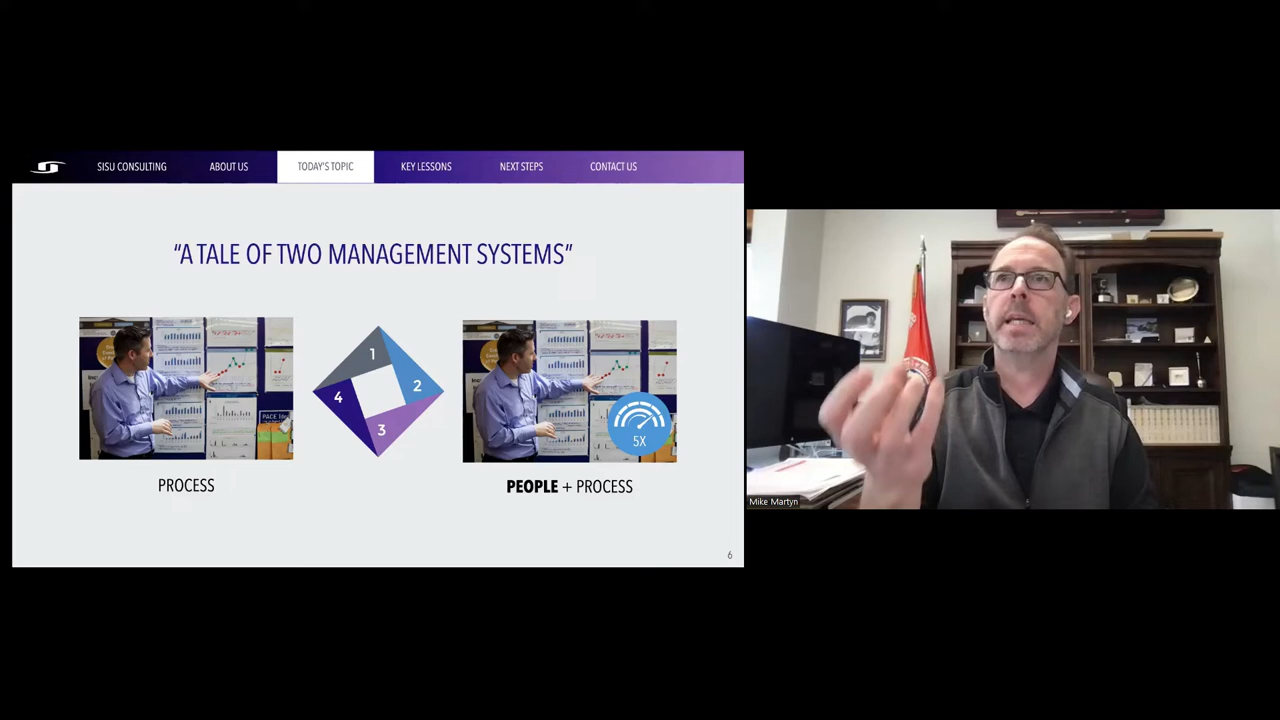 SISU CONSULTING
ABOUT US
TODAY'S TOPIC
KEY LESSONS
NEXT STEPS
CONTACT US
“A TALE OF TWO MANAGEMENT SYSTEMS”
1
2
3
4
5X
PROCESS
PEOPLE + PROCESS
6
Mike Martyn